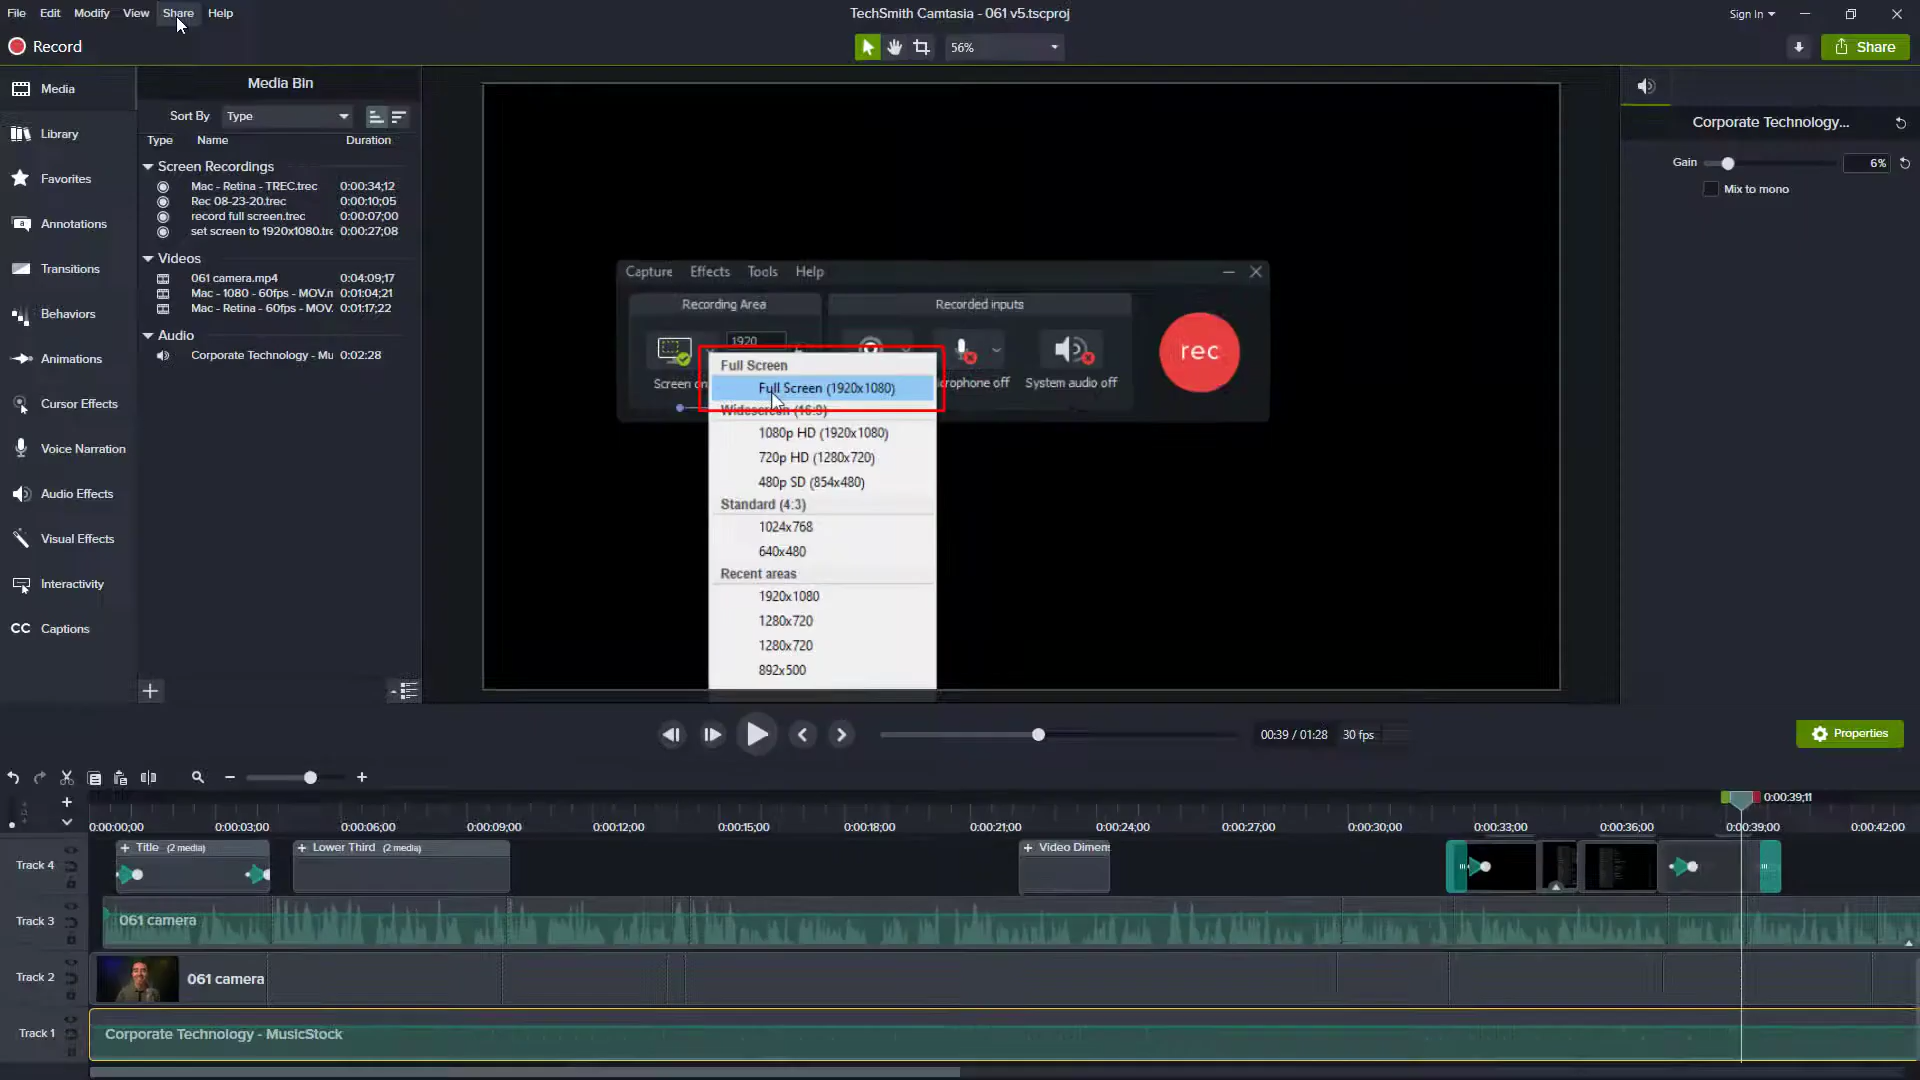 File Edit Modify View Share Help
TechSmith Camtasia - 061 v5.tscproj
Sign In
Record
56%
Share
Media
Library
Favorites
Annotations
Transitions
Behaviors
Animations
Cursor Effects
Voice Narration
Audio Effects
Visual Effects
Interactivity
CC Captions
Media Bin
Sort By Type
Type Name Duration
Screen Recordings
Mac - Retina - TREC.trec 0:00:34;12
Rec 08-23-20.trec 0:00:10;05
record full screen.trec 0:00:07;00
set screen to 1920x1080.tre 0:00:27;08
Videos
061 camera.mp4 0:04:09;17
Mac - 1080 - 60fps - MOV.n 0:01:04;21
Mac - Retina - 60fps - MOV. 0:01:17;22
Audio
Corporate Technology - Mu 0:02:28
Capture Effects Tools Help
Recording Area
Recorded inputs
1920
Screen on
crophone off
System audio off
rec
Full Screen
Full Screen (1920x1080)
Widescreen (16:9)
1080p HD (1920x1080)
720p HD (1280x720)
480p SD (854x480)
Standard (4:3)
1024x768
640x480
Recent areas
1920x1080
1280x720
1280x720
892x500
Corporate Technology...
Gain 6%
Mix to mono
00:39 / 01:28 30 fps
Properties
0:00:39;11
0:00:00;00 0:00:03;00 0:00:06;00 0:00:09;00 0:00:12;00 0:00:15;00 0:00:18;00 0:00:21;00 0:00:24;00 0:00:27;00 0:00:30;00 0:00:33;00 0:00:36;00 0:00:39;00 0:00:42;00
Track 4
Title (2 media)
Lower Third (2 media)
Video Dimens
Track 3
061 camera
Track 2
061 camera
Track 1
Corporate Technology - MusicStock